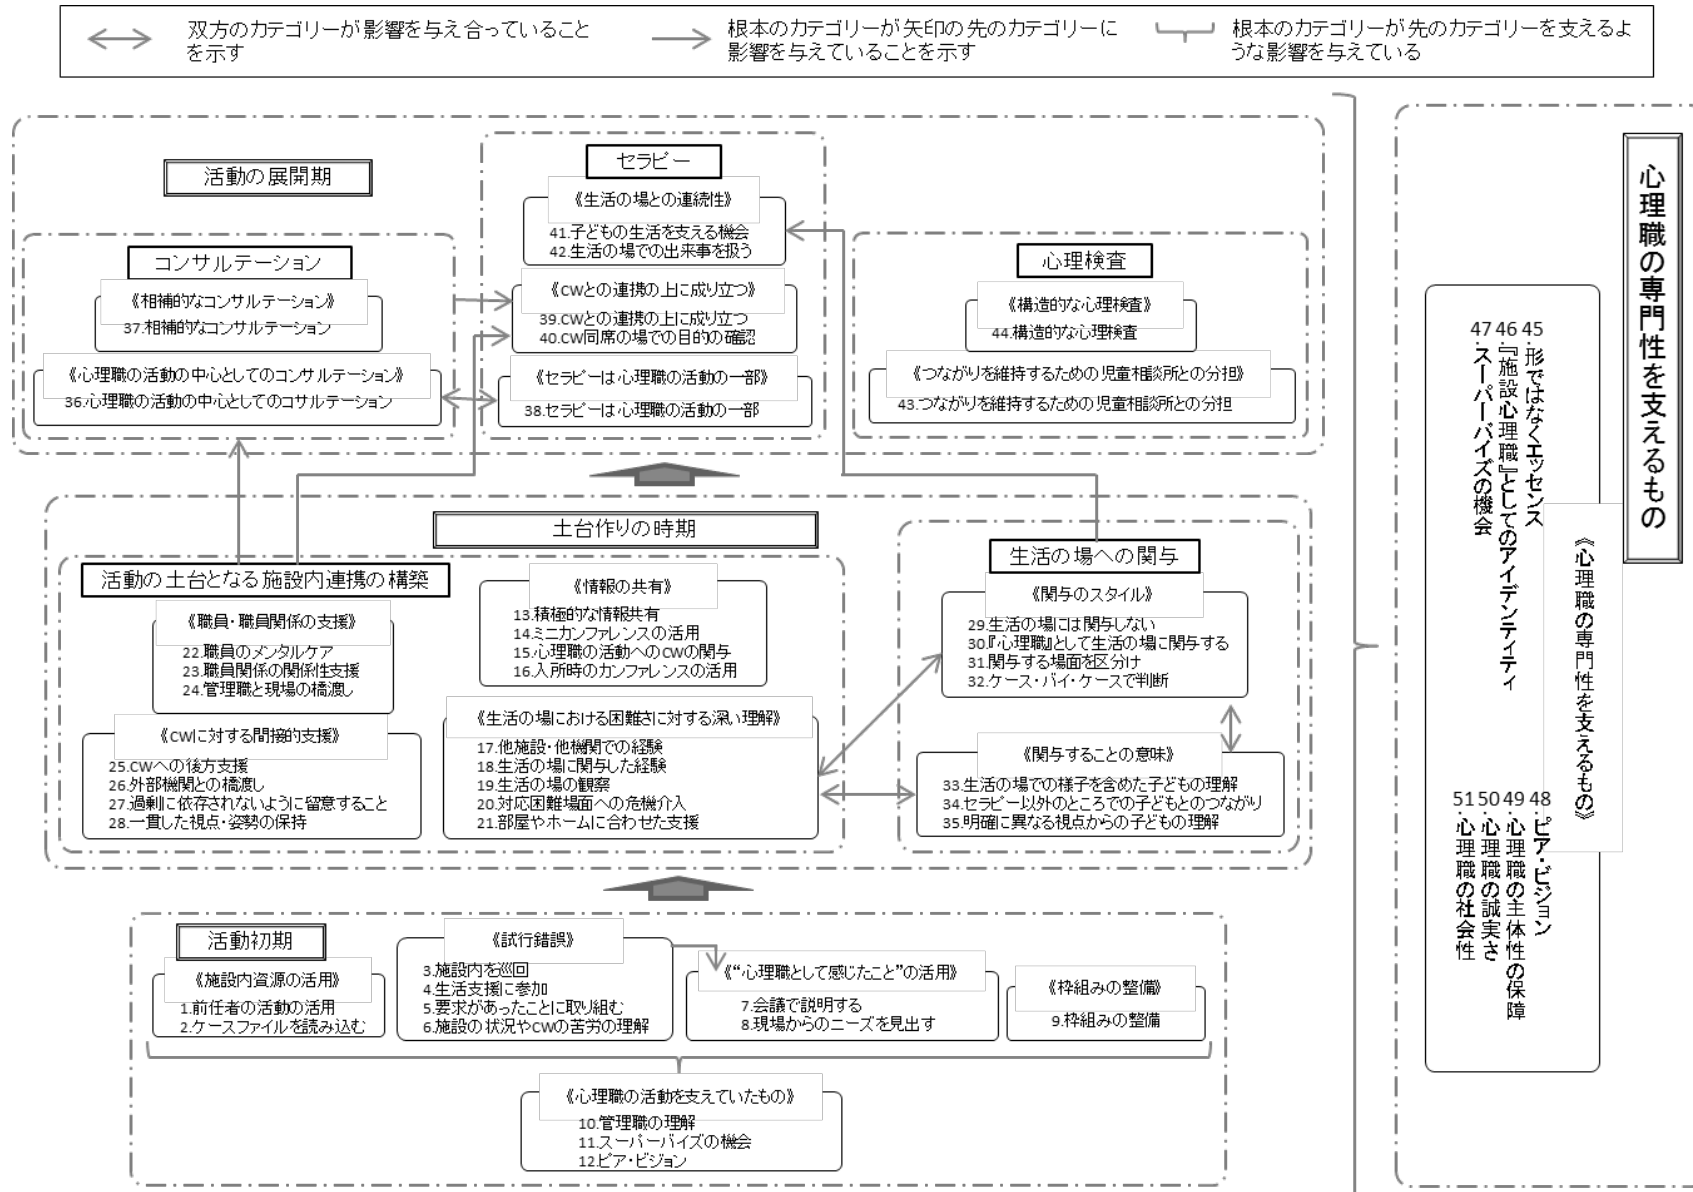 双方のカテゴリーが影響を与え合っていること
を示す
根本のカテゴリーが矢印の先のカテゴリーに
影響を与えていることを示す
根本のカテゴリーが先のカテゴリーを支えるよ
うな影響を与えている
活動の展開期
セラピー
《生活の場との連続性》
41.子どもの生活を支える機会
42.生活の場での出来事を扱う
《CWとの連携の上に成り立つ》
39.CWとの連携の上に成り立つ
40.CW同席の場での目的の確認
《セラピーは心理職の活動の一部》
38.セラピーは心理職の活動の一部
コンサルテーション
《相補的なコンサルテーション》
37.相補的なコンサルテーション
《心理職の活動の中心としてのコンサルテーション》
36.心理職の活動の中心としてのコサルテーション
心理検査
《構造的な心理検査》
44.構造的な心理検査
《つながりを維持するための児童相談所との分担》
43.つながりを維持するための児童相談所との分担
土台作りの時期
活動の土台となる施設内連携の構築
《職員・職員関係の支援》
22.職員のメンタルケア
23.職員関係の関係性支援
24.管理職と現場の橋渡し
《CWに対する間接的支援》
25.CWへの後方支援
26.外部機関との橋渡し
27.過剰に依存されないように留意すること
28.一貫した視点・姿勢の保持
《情報の共有》
13.積極的な情報共有
14.ミニカンファレンスの活用
15.心理職の活動へのCWの関与
16.入所時のカンファレンスの活用
《生活の場における困難さに対する深い理解》
17.他施設・他機関での経験
18.生活の場に関与した経験
19.生活の場の観察
20.対応困難場面への危機介入
21.部屋やホームに合わせた支援
生活の場への関与
《関与のスタイル》
29.生活の場には関与しない
30.『心理職』として生活の場に関与する
31.関与する場面を区分け
32.ケース・バイ・ケースで判断
《関与することの意味》
33.生活の場での様子を含めた子どもの理解
34.セラピー以外のところでの子どもとのつながり
35.明確に異なる視点からの子どもの理解
活動初期
《施設内資源の活用》
1.前任者の活動の活用
2.ケースファイルを読み込む
《試行錯誤》
3.施設内を巡回
4.生活支援に参加
5.要求があったことに取り組む
6.施設の状況やCWの苦労の理解
《“心理職として感じたこと”の活用》
7.会議で説明する
8.現場からのニーズを見出す
《枠組みの整備》
9.枠組みの整備
《心理職の活動を支えていたもの》
10.管理職の理解
11.スーパーバイズの機会
12.ピア・ビジョン
心理職の専門性を支えるもの
《心理職の専門性を支えるもの》
45.形ではなくエッセンス
46.『施設心理職』としてのアイデンティティ
47.スーパーバイズの機会
48.ピア・ビジョン
49.心理職の主体性の保障
50.心理職の誠実さ
51.心理職の社会性